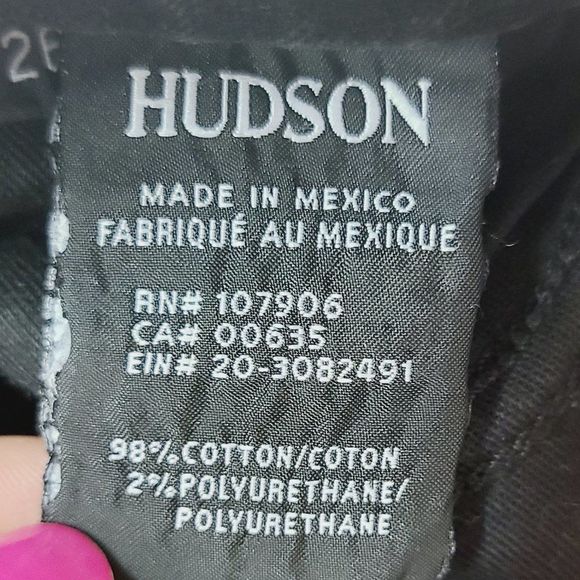 HUDSON
MADE IN MEXICO
FABRIQUÉ AU MEXIQUE
RN# 107906
CA# 00635
EIN# 20-3082491
98%COTTON/COTON
2%POLYURETHANE/
POLYURETHANE